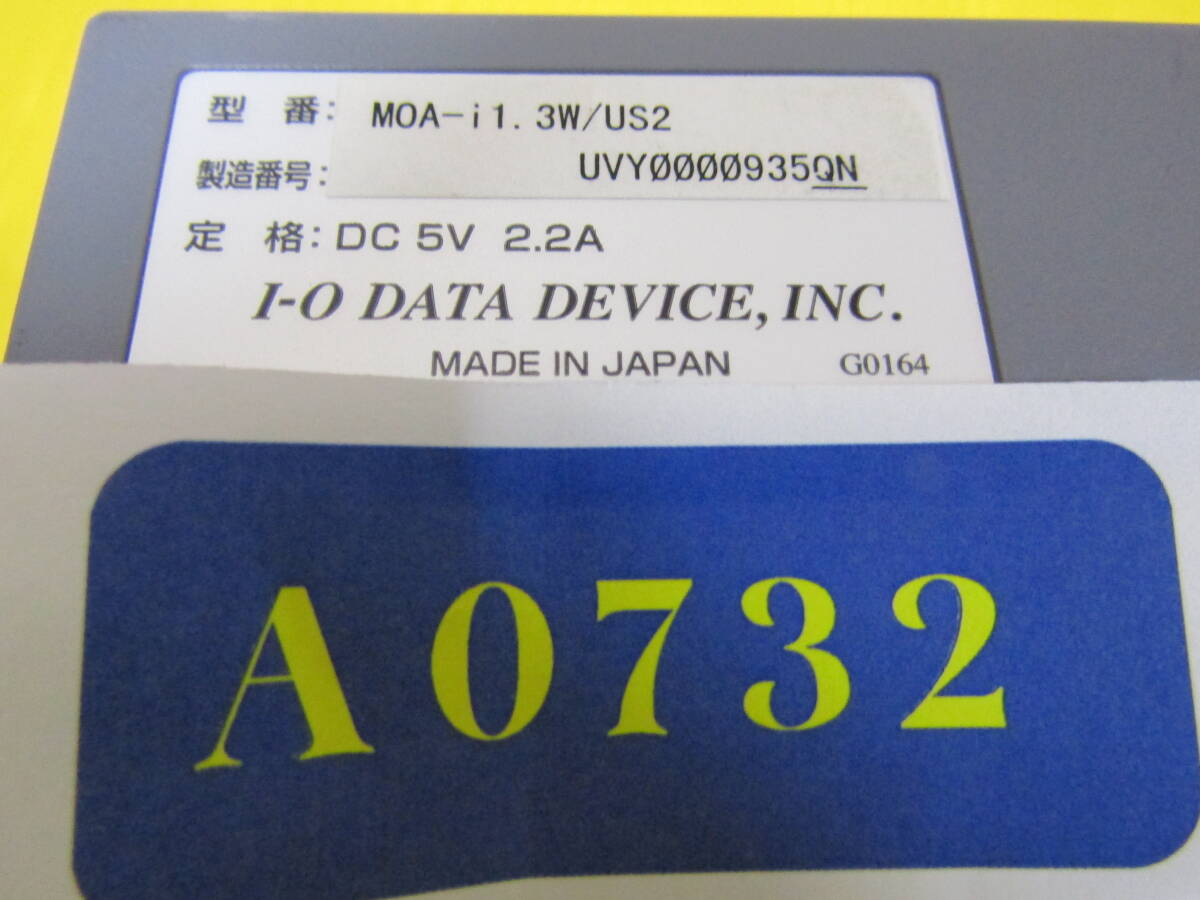 型 番: MOA-i1.3W/US2
製造番号: UVY0000935QN
定 格: DC 5V 2.2A
I-O DATA DEVICE, INC.
MADE IN JAPAN G0164
A0732